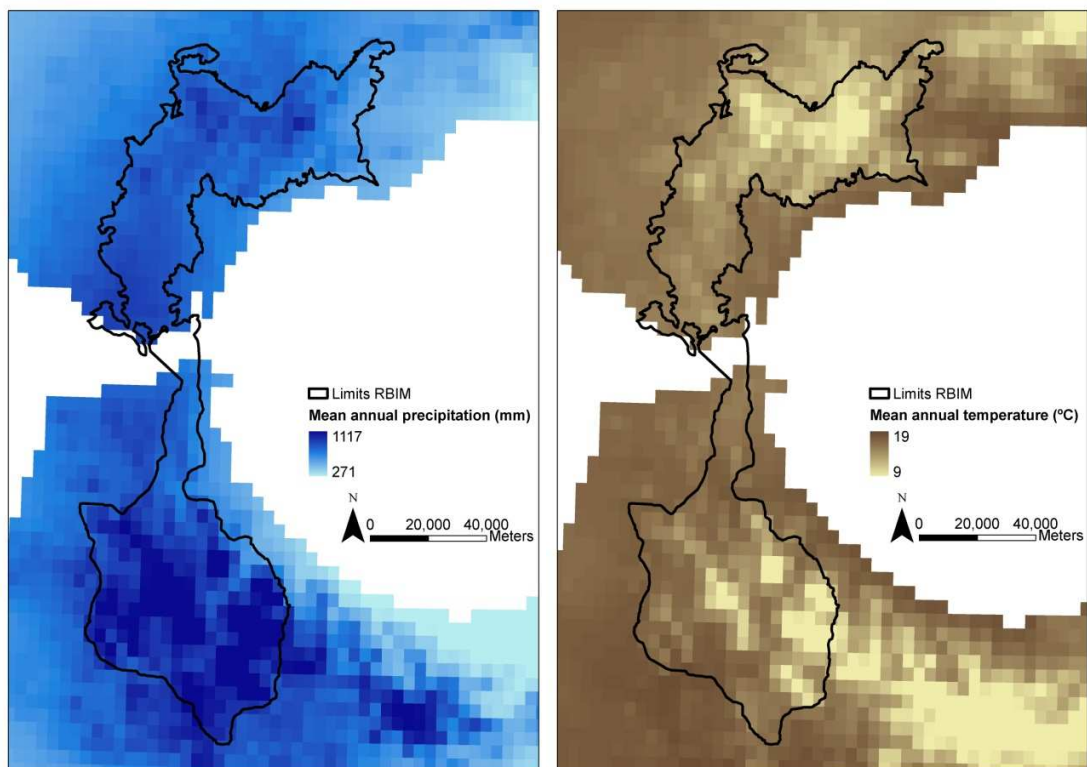 Limits RBIM
Mean annual precipitation (mm)
1117
271
N
0 20,000 40,000
Meters
Limits RBIM
Mean annual temperature (ºC)
19
9
N
0 20,000 40,000
Meters